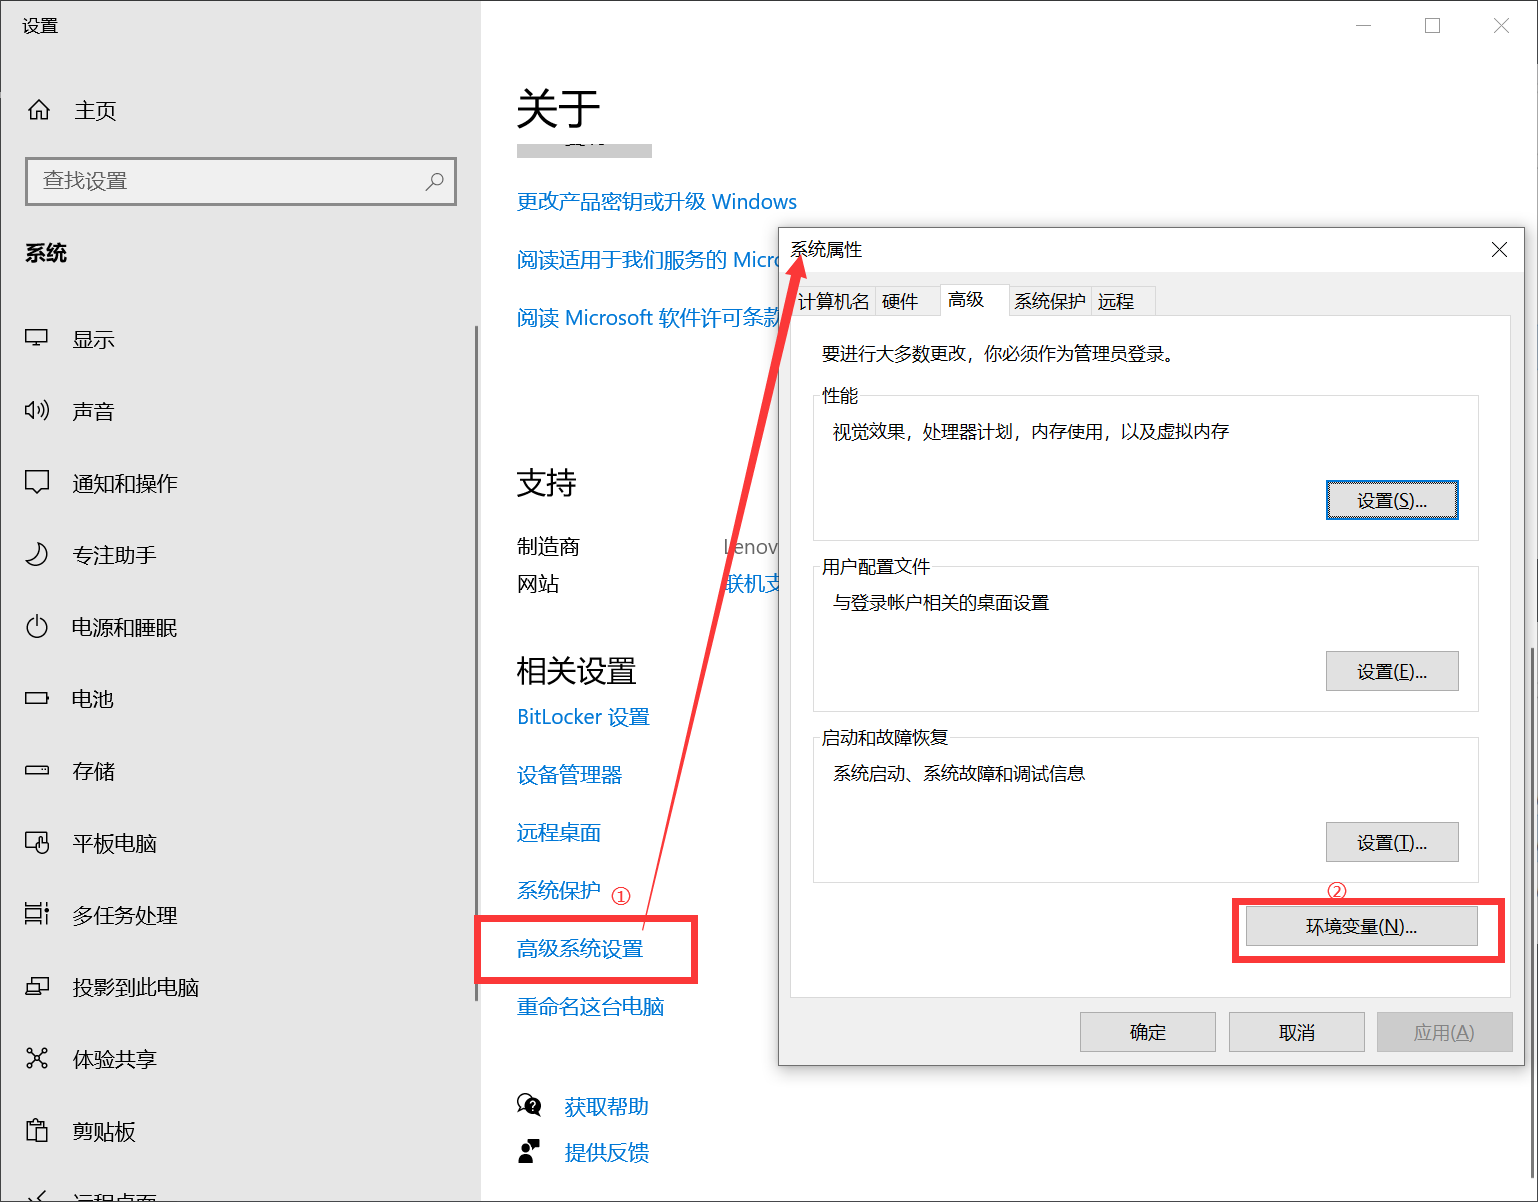 设置
主页
查找设置
系统
显示
声音
通知和操作
专注助手
电源和睡眠
电池
存储
平板电脑
多任务处理
投影到此电脑
体验共享
剪贴板
远程桌面
关于
更改产品密钥或升级 Windows
阅读适用于我们服务的 Micro
阅读 Microsoft 软件许可条款
支持
制造商 Lenov
网站 联机支
相关设置
BitLocker 设置
设备管理器
远程桌面
系统保护 ①
高级系统设置
重命名这台电脑
获取帮助
提供反馈
系统属性
计算机名 硬件 高级 系统保护 远程
要进行大多数更改，你必须作为管理员登录。
性能
视觉效果，处理器计划，内存使用，以及虚拟内存
设置(S)...
用户配置文件
与登录帐户相关的桌面设置
设置(E)...
启动和故障恢复
系统启动、系统故障和调试信息
设置(T)...
②
环境变量(N)...
确定 取消 应用(A)